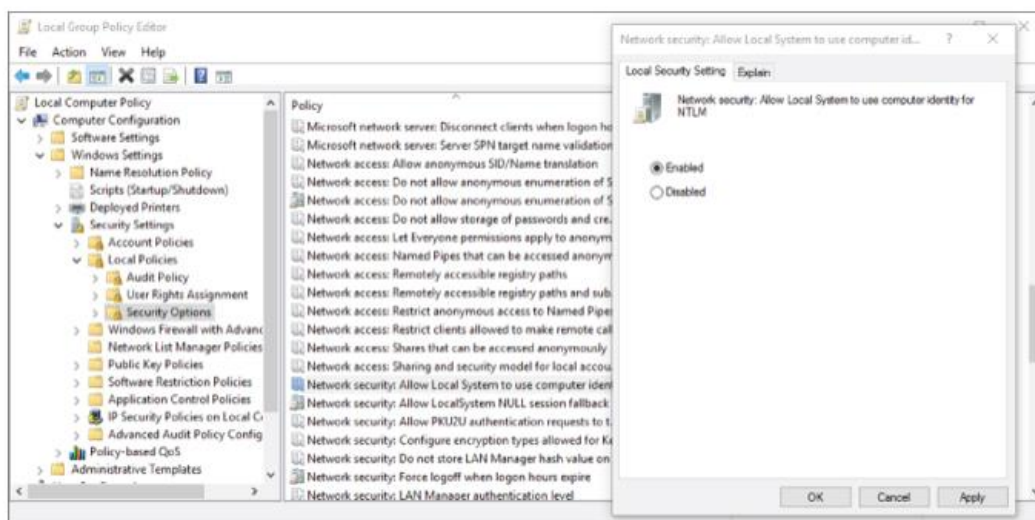 Local Group Policy Editor
File Action View Help
Local Computer Policy
Computer Configuration
Software Settings
Windows Settings
Name Resolution Policy
Scripts (Startup/Shutdown)
Deployed Printers
Security Settings
Account Policies
Local Policies
Audit Policy
User Rights Assignment
Security Options
Windows Firewall with Advanc
Network List Manager Policies
Public Key Policies
Software Restriction Policies
Application Control Policies
IP Security Policies on Local C
Advanced Audit Policy Config
Policy-based QoS
Administrative Templates
Policy
Microsoft network server: Disconnect clients when logon ho
Microsoft network server: Server SPN target name validation
Network access: Allow anonymous SID/Name translation
Network access: Do not allow anonymous enumeration of S
Network access: Do not allow anonymous enumeration of S
Network access: Do not allow storage of passwords and cre..
Network access: Let Everyone permissions apply to anonym
Network access: Named Pipes that can be accessed anonym
Network access: Remotely accessible registry paths
Network access: Remotely accessible registry paths and sub
Network access: Restrict anonymous access to Named Pipe
Network access: Restrict clients allowed to make remote call
Network access: Shares that can be accessed anonymously
Network access: Sharing and security model for local accou
Network security: Allow Local System to use computer iden
Network security: Allow LocalSystem NULL session fallback
Network security: Allow PKU2U authentication requests to t.
Network security: Configure encryption types allowed for K
Network security: Do not store LAN Manager hash value on
Network security: Force logoff when logon hours expire
Network security: LAN Manager authentication level
Network security: Allow Local System to use computer id... ?
Local Security Setting Explain
Network security: Allow Local System to use computer identity for
NTLM
Enabled
Disabled
OK Cancel Apply